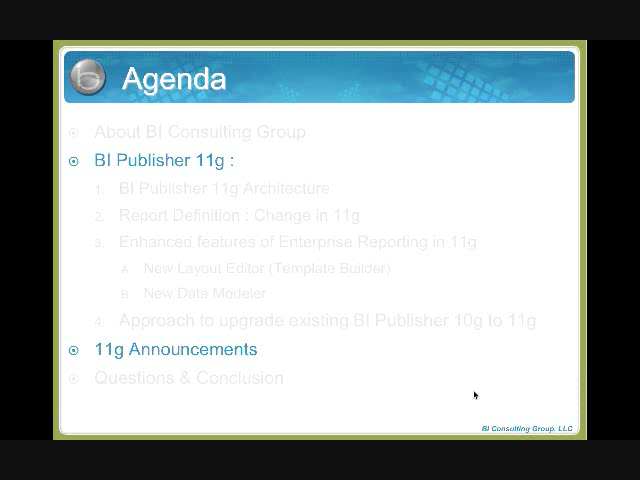 Agenda
About BI Consulting Group
BI Publisher 11g :
1. BI Publisher 11g Architecture
2. Report Definition : Change in 11g
3. Enhanced features of Enterprise Reporting in 11g
A. New Layout Editor (Template Builder)
B. New Data Modeler
4. Approach to upgrade existing BI Publisher 10g to 11g
11g Announcements
Questions & Conclusion
BI Consulting Group, LLC